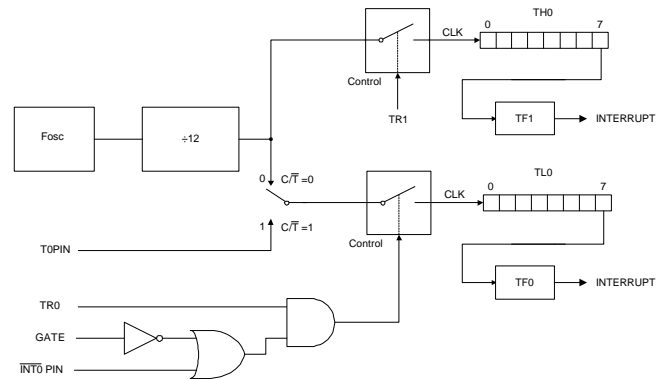 TH0
0 7
CLK
Control
TR1
TF1 INTERRUPT
Fosc
÷12
0 C/T̅ =0
1 C/T̅ =1
T0PIN
TL0
0 7
CLK
Control
TF0 INTERRUPT
TR0
GATE
I̅N̅T̅0̅ PIN